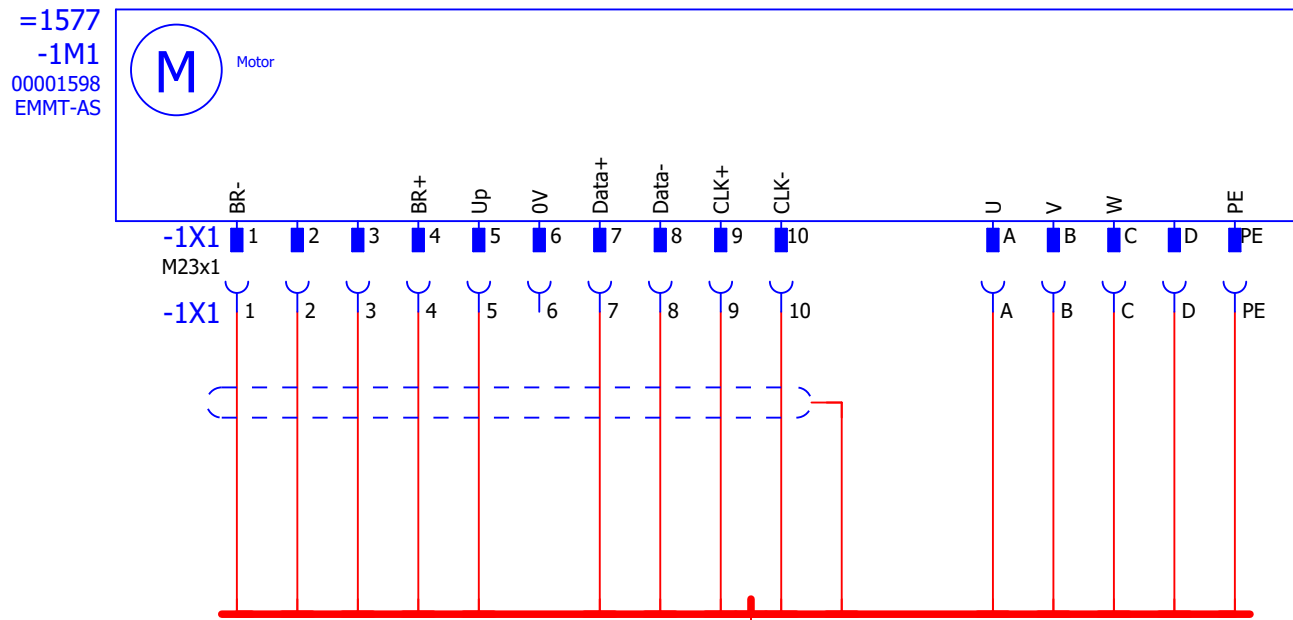 =1577
-1M1
00001598
EMMT-AS
M
Motor
BR- BR+ Up 0V Data+ Data- CLK+ CLK- U V W PE
-1X1 1 2 3 4 5 6 7 8 9 10 A B C D PE
M23x1
-1X1 1 2 3 4 5 6 7 8 9 10 A B C D PE